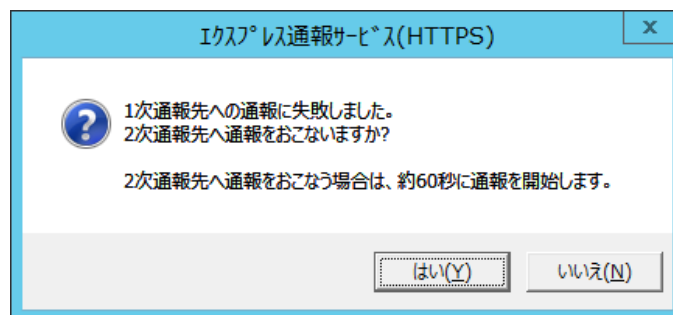 ｴｸｽﾌﾟﾚｽ通報ｻｰﾋﾞｽ(HTTPS)
x
1次通報先への通報に失敗しました。
2次通報先へ通報をおこないますか?
2次通報先へ通報をおこなう場合は、約60秒に通報を開始します。
はい(Y) いいえ(N)